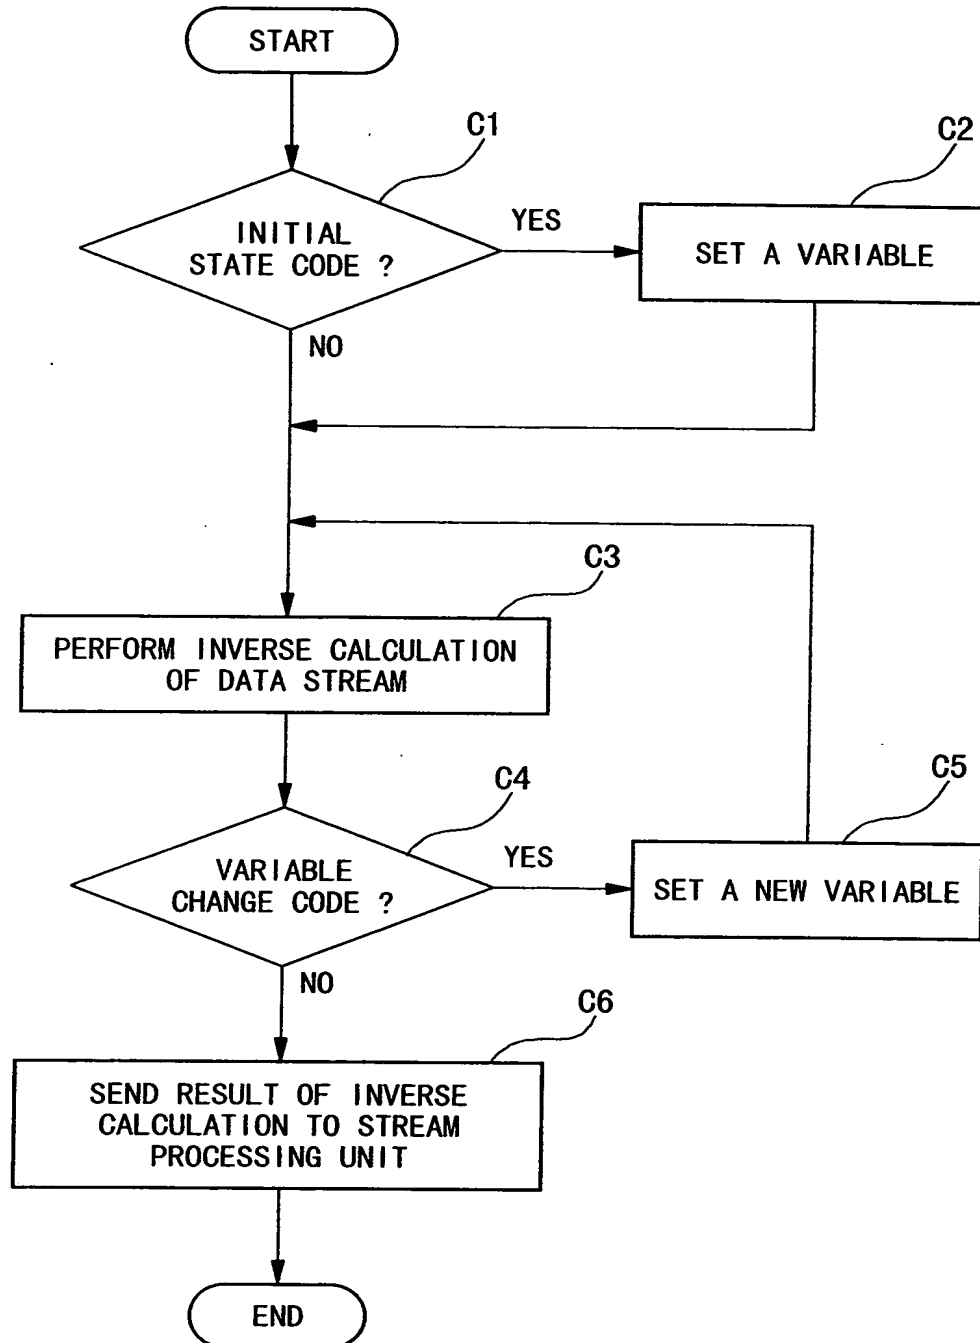 START
C1
C2
INITIAL
STATE CODE ?
YES
SET A VARIABLE
NO
C3
PERFORM INVERSE CALCULATION
OF DATA STREAM
C4
C5
VARIABLE
CHANGE CODE ?
YES
SET A NEW VARIABLE
NO
C6
SEND RESULT OF INVERSE
CALCULATION TO STREAM
PROCESSING UNIT
END